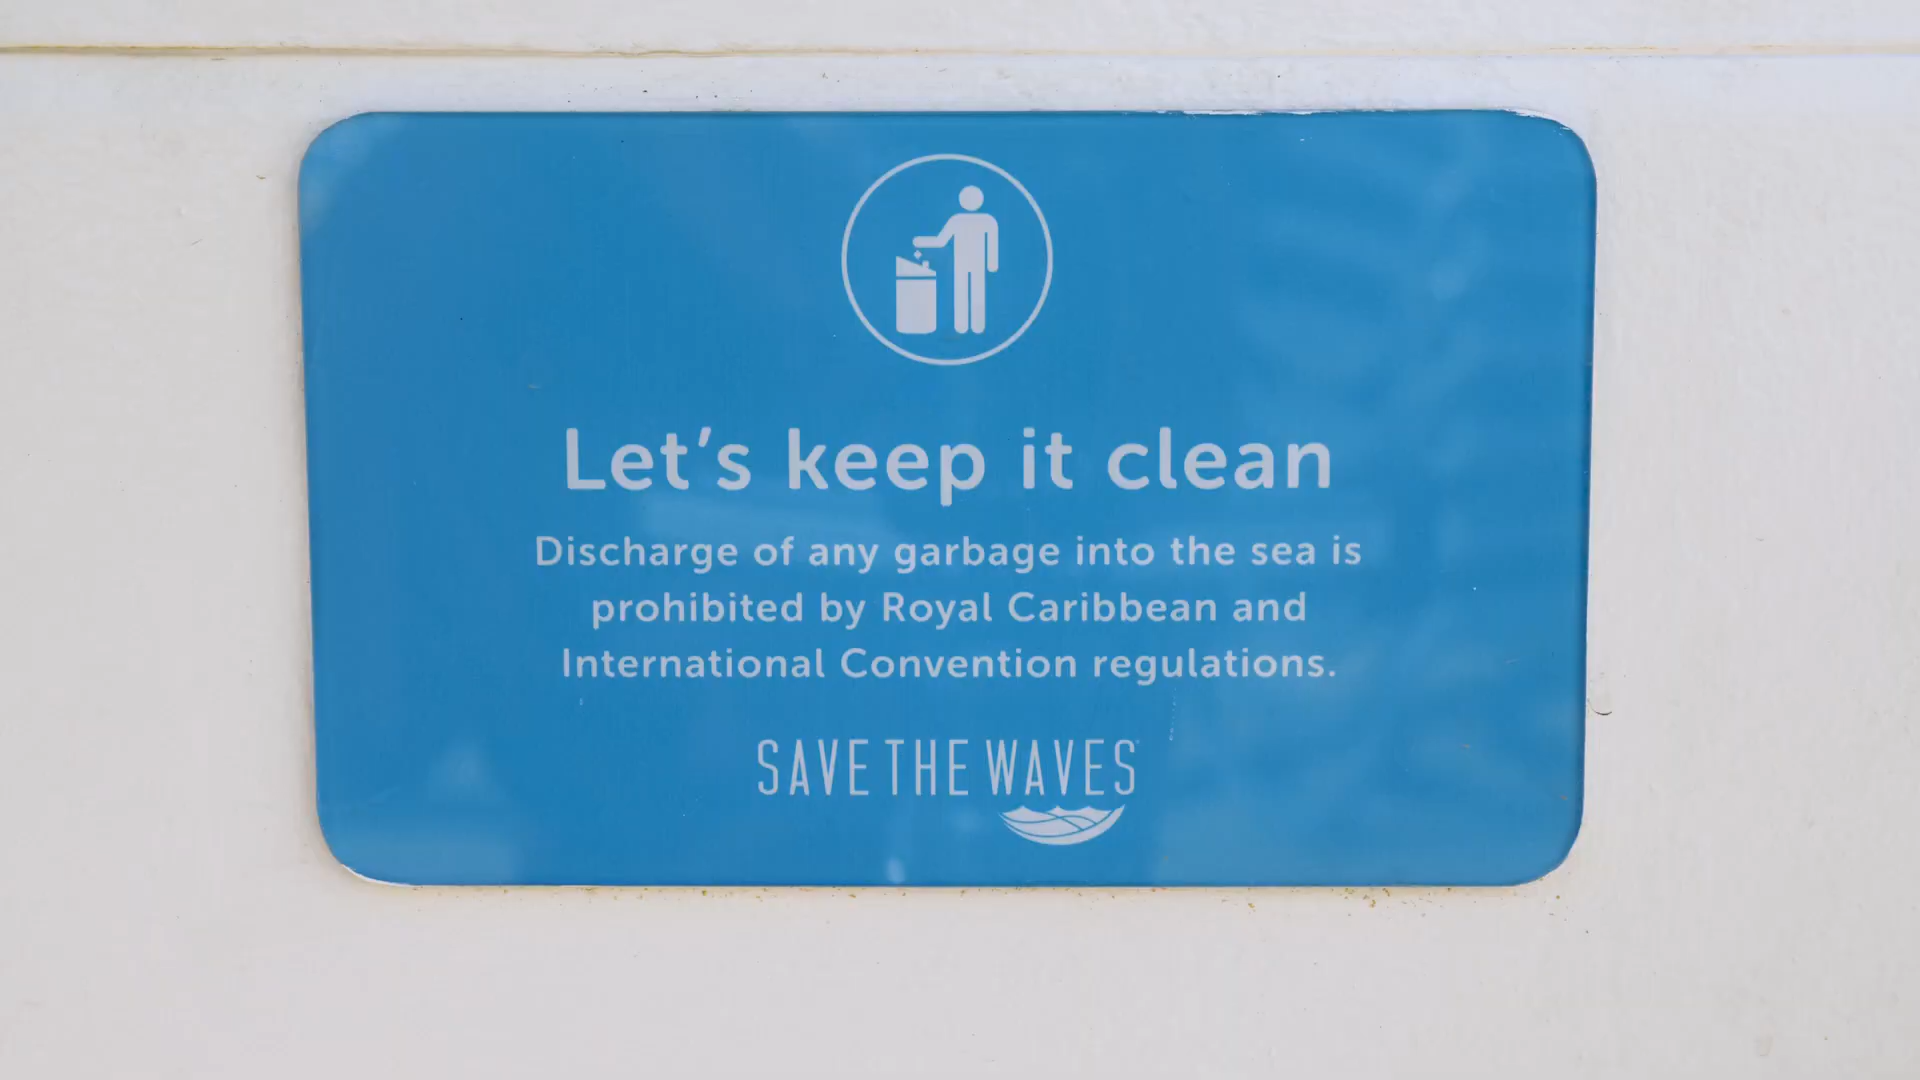 Let's keep it clean
Discharge of any garbage into the sea is
prohibited by Royal Caribbean and
International Convention regulations.
SAVE THE WAVES